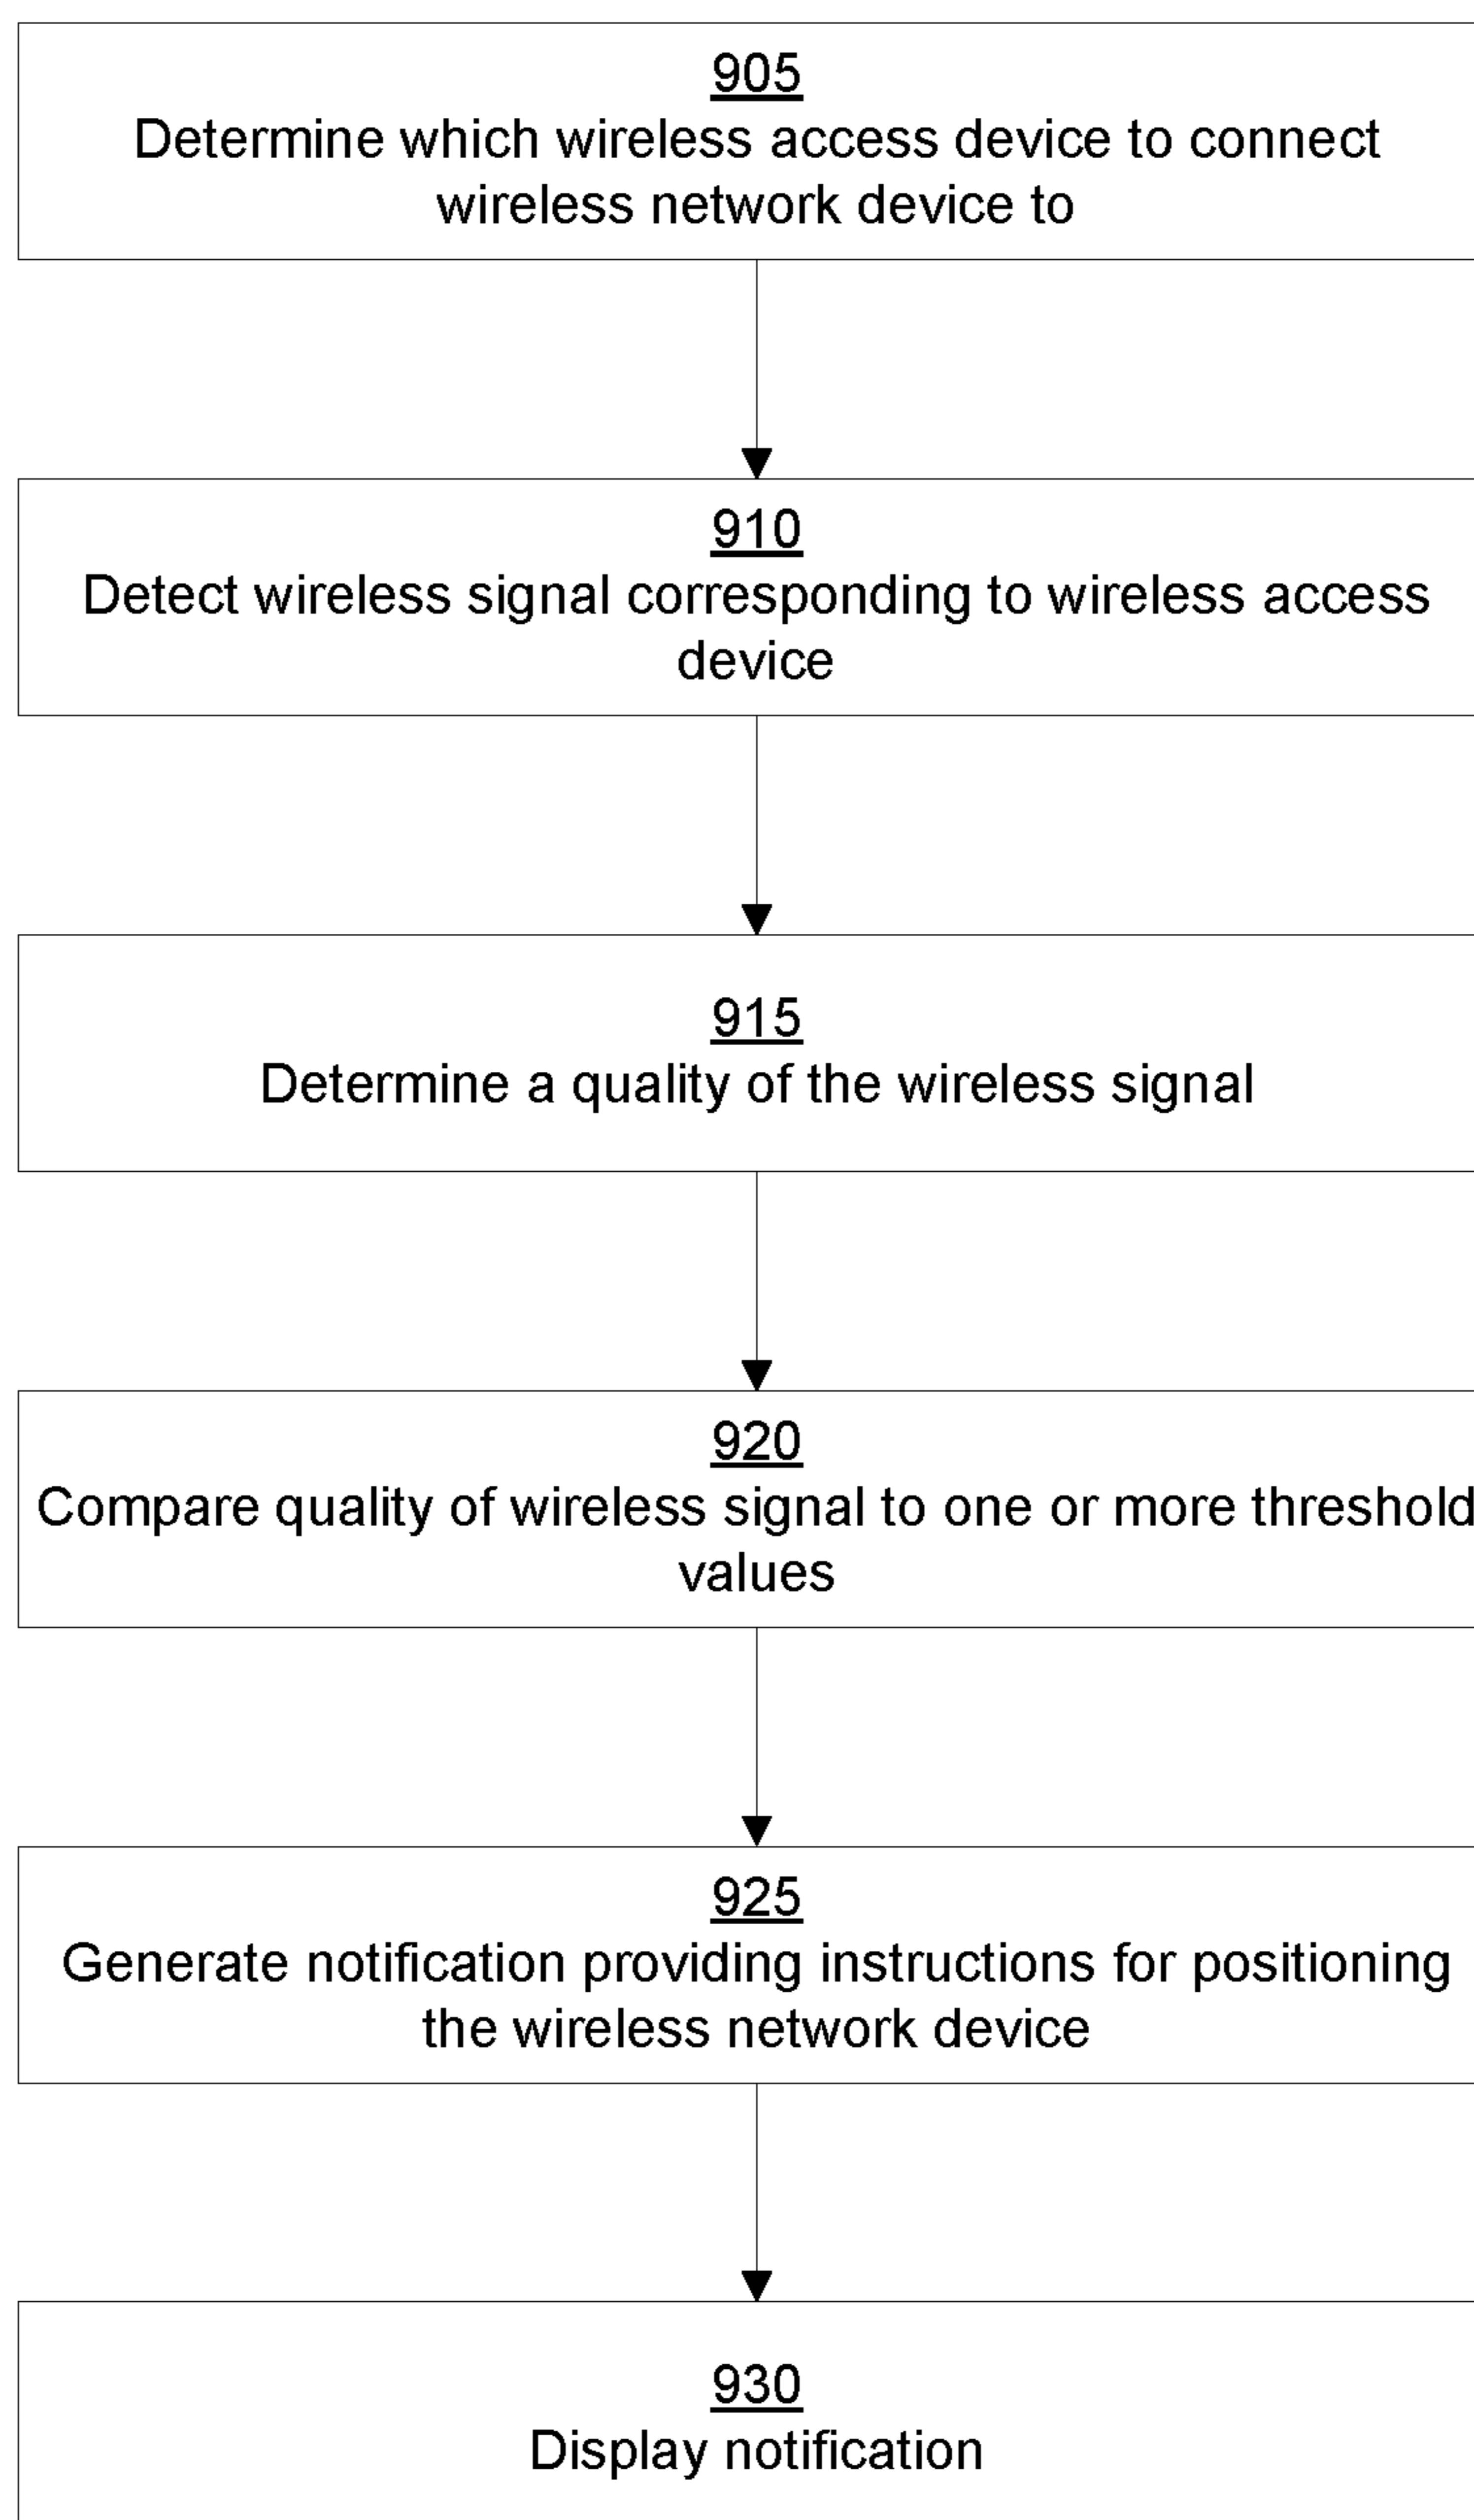 905
Determine which wireless access device to connect
wireless network device to
910
Detect wireless signal corresponding to wireless access
device
915
Determine a quality of the wireless signal
920
Compare quality of wireless signal to one or more threshold
values
925
Generate notification providing instructions for positioning
the wireless network device
930
Display notification